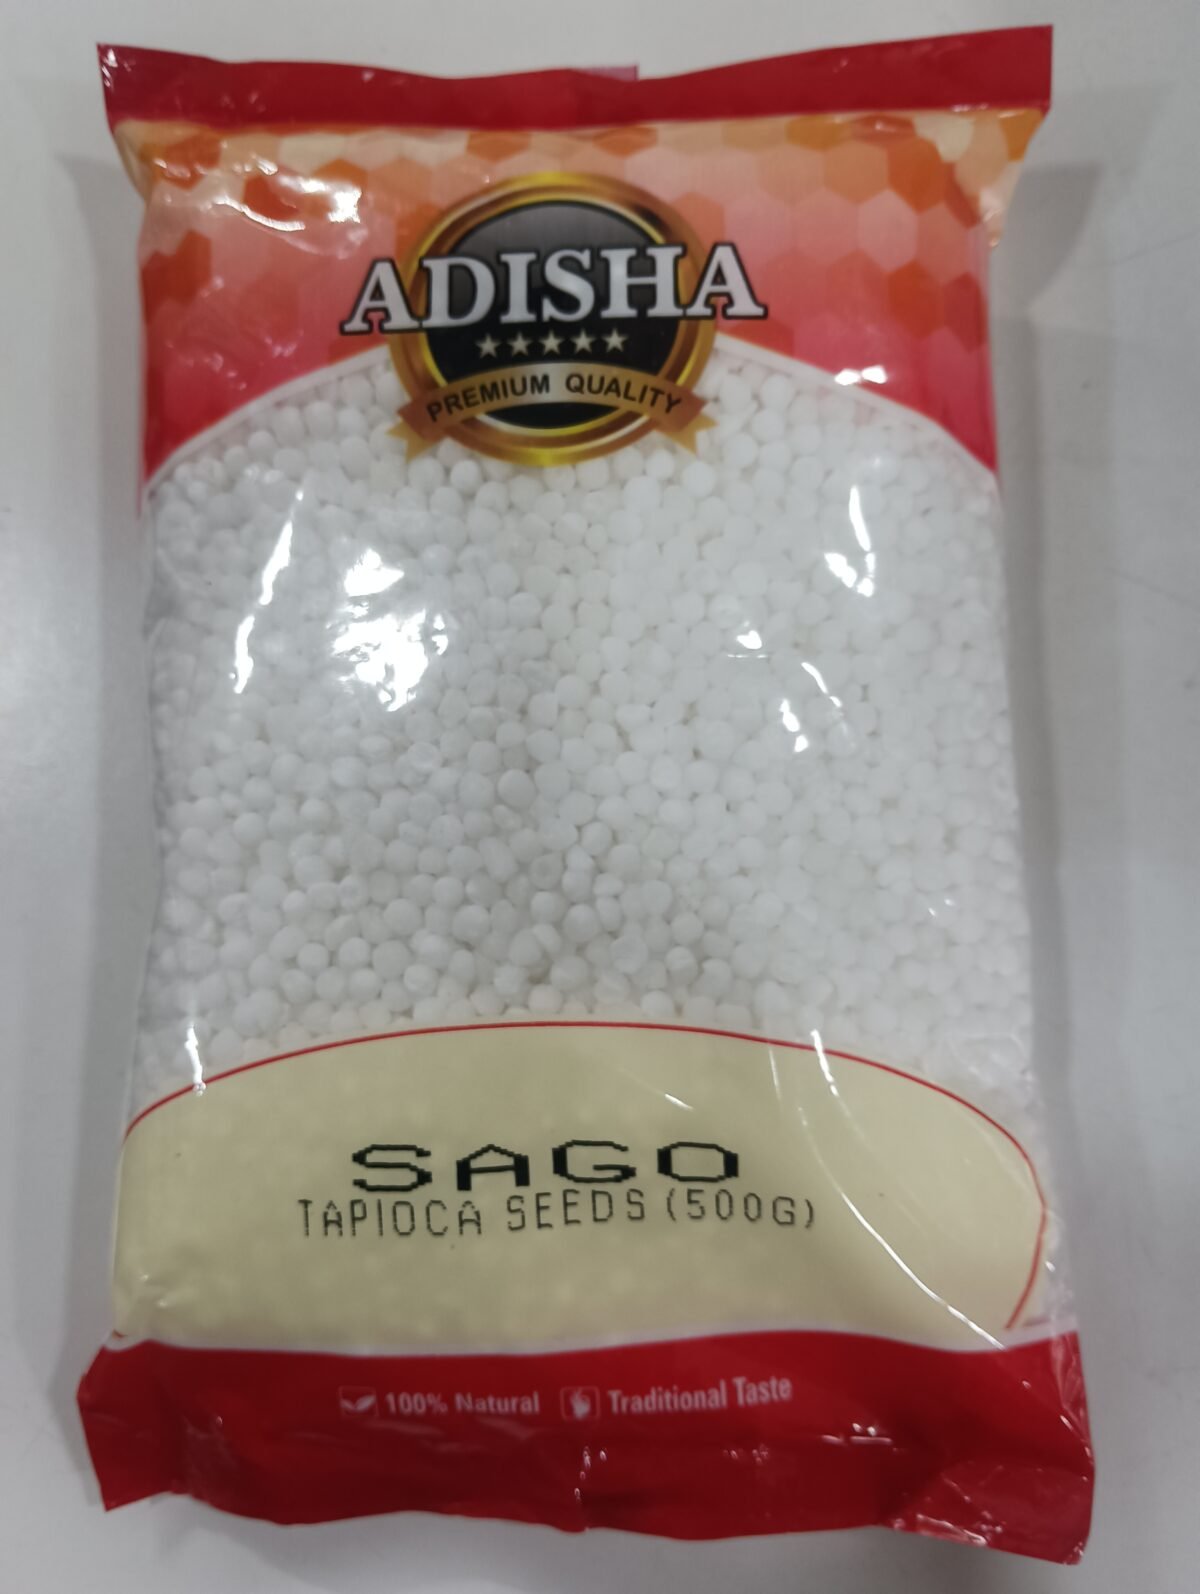 ADISHA
PREMIUM QUALITY
SAGO
TAPIOCA SEEDS (500G)
100% Natural Traditional Taste